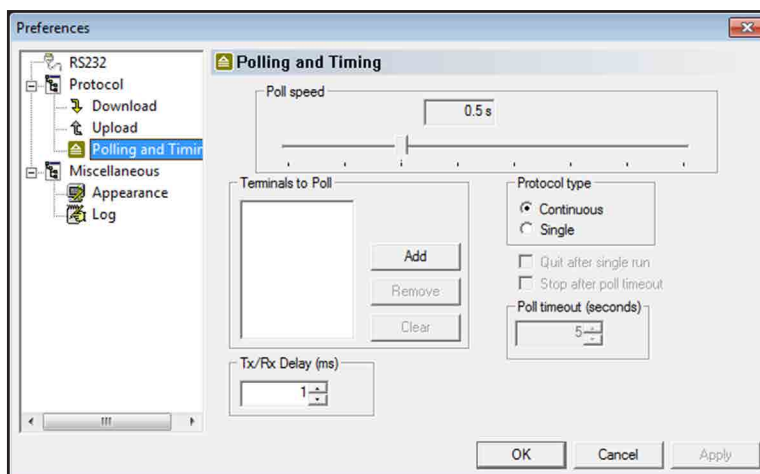 Preferences
RS232
Protocol
Download
Upload
Polling and Timin
Miscellaneous
Appearance
Log
Polling and Timing
Poll speed
0.5 s
Terminals to Poll
Add
Remove
Clear
Protocol type
Continuous
Single
Quit after single run
Stop after poll timeout
Poll timeout (seconds)
5
Tx/Rx Delay (ms)
1
OK
Cancel
Apply